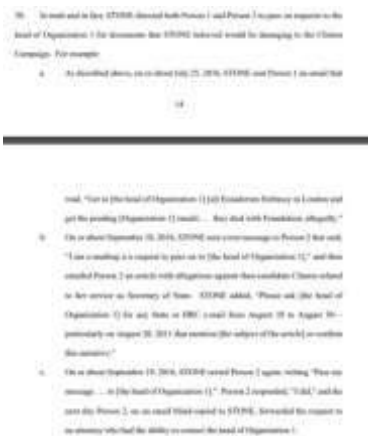 38. In truth and in fact, STONE directed both Person 1 and Person 2 to pass on requests to the
head of Organization 1 for documents that STONE believed would be damaging to the Clinton
Campaign. For example:
a. As described above, on or about July 25, 2016, STONE sent Person 1 an email that
14
read, "Get to [the head of Organization 1] [a]t Ecuadorian Embassy in London and
get the pending [Organization 1] emails . . . they deal with Foundation, allegedly."
b. On or about September 18, 2016, STONE sent a text message to Person 2 that said,
"I am e-mailing u a request to pass on to [the head of Organization 1]," and then
emailed Person 2 an article with allegations against then-candidate Clinton related
to her service as Secretary of State. STONE added, "Please ask [the head of
Organization 1] for any State or HRC e-mail from August 10 to August 30—
particularly on August 20, 2011 that mention [the subject of the article] or confirm
this narrative."
c. On or about September 19, 2016, STONE texted Person 2 again, writing "Pass my
message . . . to [the head of Organization 1]." Person 2 responded, "I did," and the
next day Person 2, on an email blind-copied to STONE, forwarded the request to
an attorney who had the ability to contact the head of Organization 1.